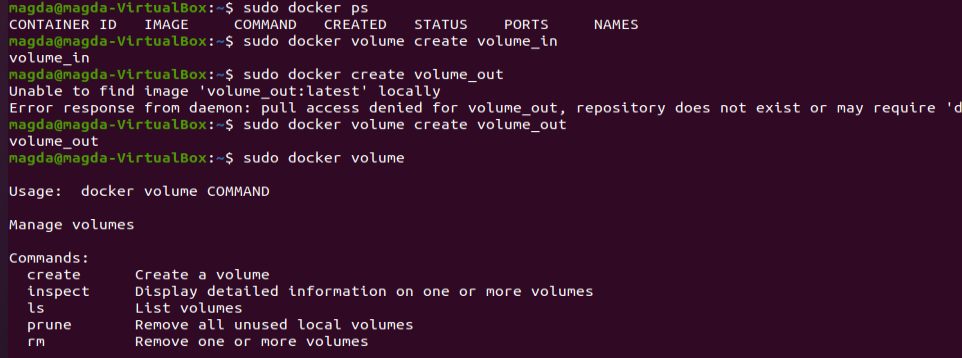 magda@magda-VirtualBox:~$ sudo docker ps
CONTAINER ID   IMAGE     COMMAND   CREATED   STATUS    PORTS     NAMES
magda@magda-VirtualBox:~$ sudo docker volume create volume_in
volume_in
magda@magda-VirtualBox:~$ sudo docker create volume_out
Unable to find image 'volume_out:latest' locally
Error response from daemon: pull access denied for volume_out, repository does not exist or may require 'd
magda@magda-VirtualBox:~$ sudo docker volume create volume_out
volume_out
magda@magda-VirtualBox:~$ sudo docker volume

Usage:  docker volume COMMAND

Manage volumes

Commands:
  create      Create a volume
  inspect     Display detailed information on one or more volumes
  ls          List volumes
  prune       Remove all unused local volumes
  rm          Remove one or more volumes